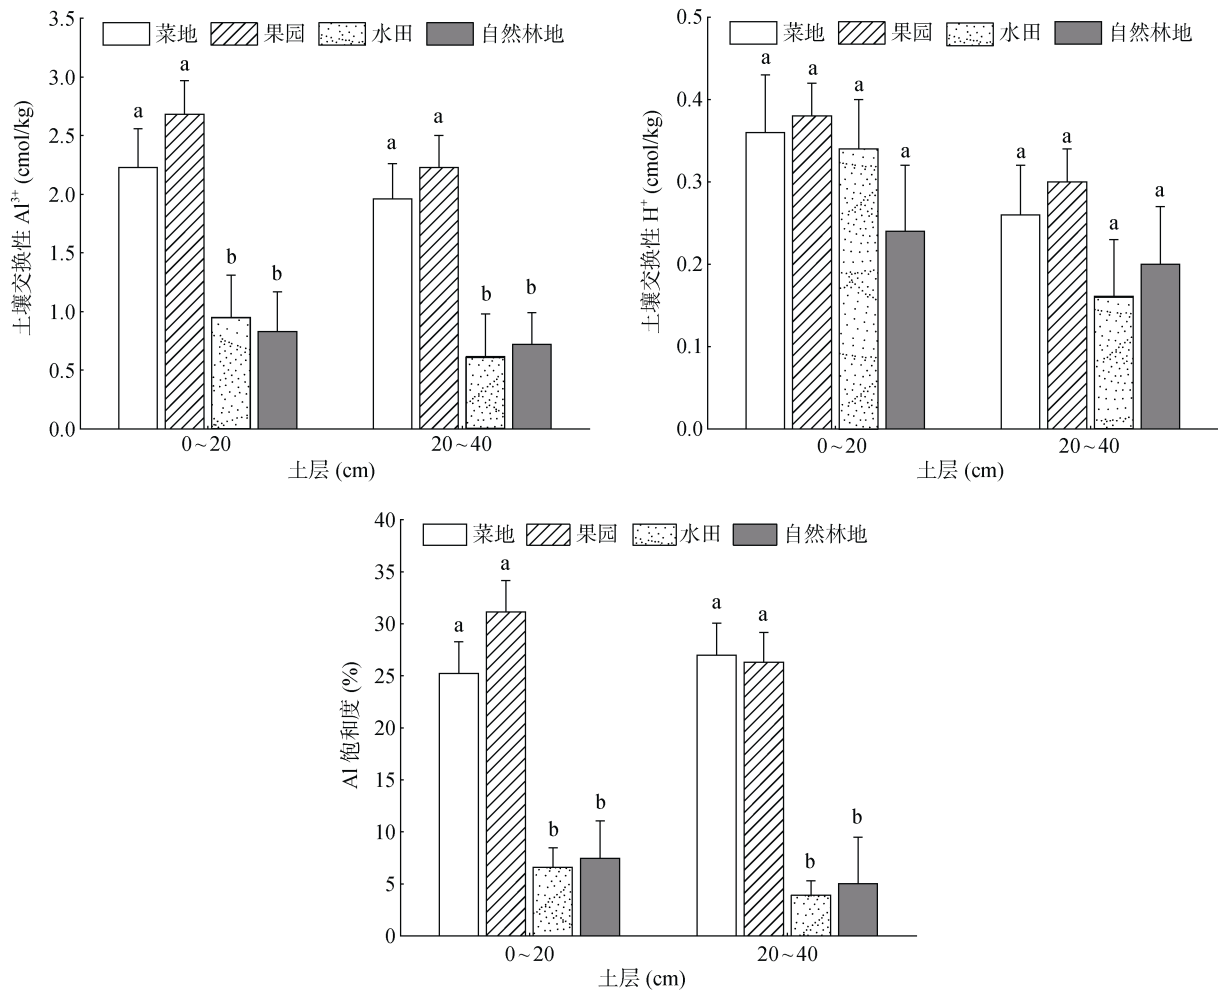 菜地 果园 水田 自然林地
土壤交换性 Al³⁺ (cmol/kg)
3.5
3.0
2.5
2.0
1.5
1.0
0.5
0.0
a a b b a a b b
0~20 20~40
土层 (cm)
菜地 果园 水田 自然林地
土壤交换性 H⁺ (cmol/kg)
0.5
0.4
0.3
0.2
0.1
0.0
a a a a a a a a
0~20 20~40
土层 (cm)
菜地 果园 水田 自然林地
Al 饱和度 (%)
40
35
30
25
20
15
10
5
0
a a b b a a b b
0~20 20~40
土层 (cm)